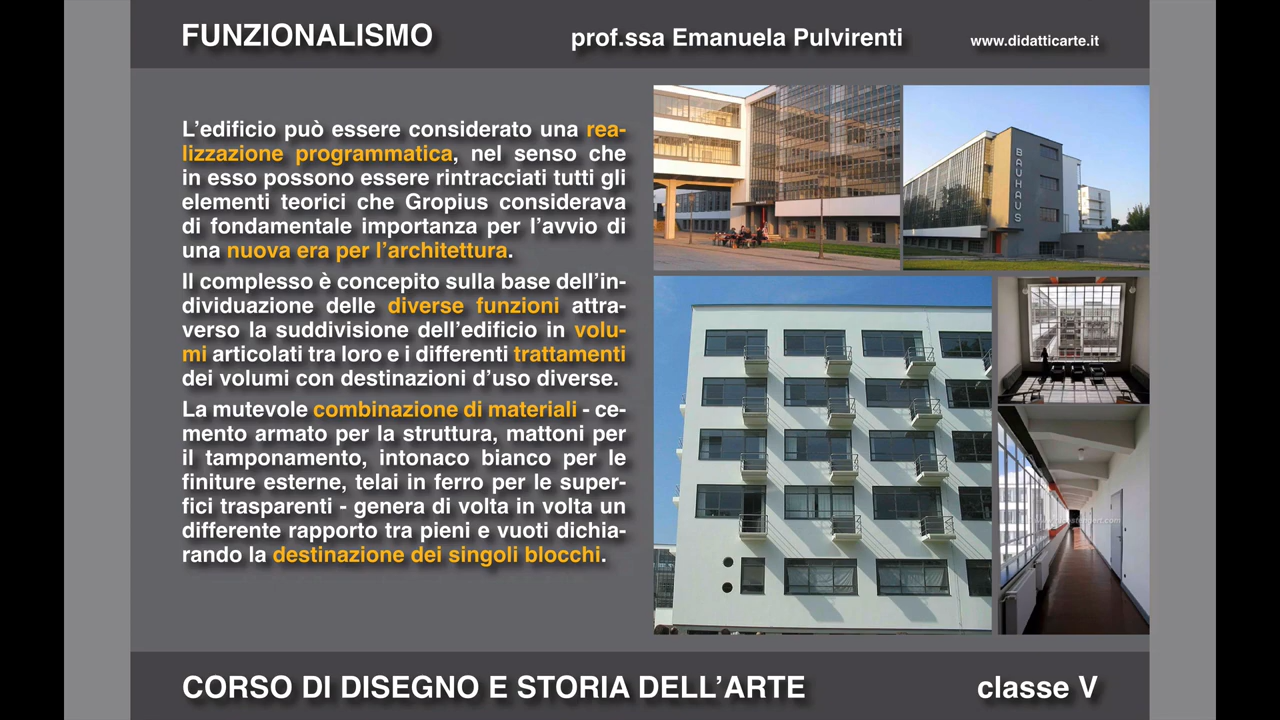 FUNZIONALISMO
prof.ssa Emanuela Pulvirenti
www.didatticarte.it
L’edificio può essere considerato una rea-
lizzazione programmatica, nel senso che
in esso possono essere rintracciati tutti gli
elementi teorici che Gropius considerava
di fondamentale importanza per l’avvio di
una nuova era per l’architettura.
Il complesso è concepito sulla base dell’in-
dividuazione delle diverse funzioni attra-
verso la suddivisione dell’edificio in volu-
mi articolati tra loro e i differenti trattamenti
dei volumi con destinazioni d’uso diverse.
La mutevole combinazione di materiali - ce-
mento armato per la struttura, mattoni per
il tamponamento, intonaco bianco per le
finiture esterne, telai in ferro per le super-
fici trasparenti - genera di volta in volta un
differente rapporto tra pieni e vuoti dichia-
rando la destinazione dei singoli blocchi.
BAUHAUS
CORSO DI DISEGNO E STORIA DELL’ARTE
classe V